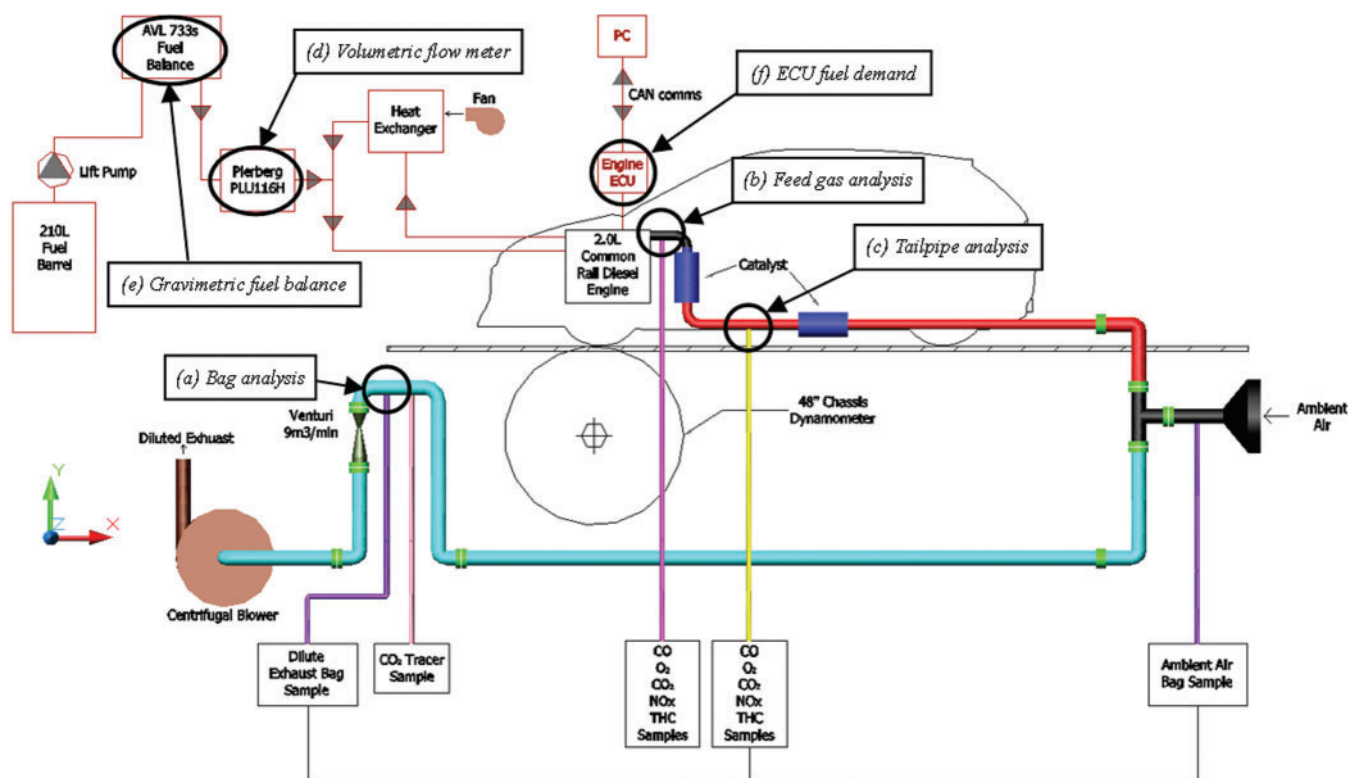 AVL 733s
Fuel
Balance
(d) Volumetric flow meter
PC
(f) ECU fuel demand
CAN comms
Heat
Exchanger
Fan
Lift Pump
Pierberg
PLU116H
Engine
ECU
(b) Feed gas analysis
210L
Fuel
Barrel
2.0L
Common
Rail Diesel
Engine
(c) Tailpipe analysis
Catalyst
(e) Gravimetric fuel balance
(a) Bag analysis
Venturi
9m3/min
48" Chassis
Dynamometer
Ambient
Air
Diluted Exhuast
Y
Z
X
Centrifugal Blower
Dilute
Exhaust Bag
Sample
CO₂ Tracer
Sample
CO
O₂
CO₂
NOx
THC
Samples
CO
O₂
CO₂
NOx
THC
Samples
Ambient Air
Bag Sample